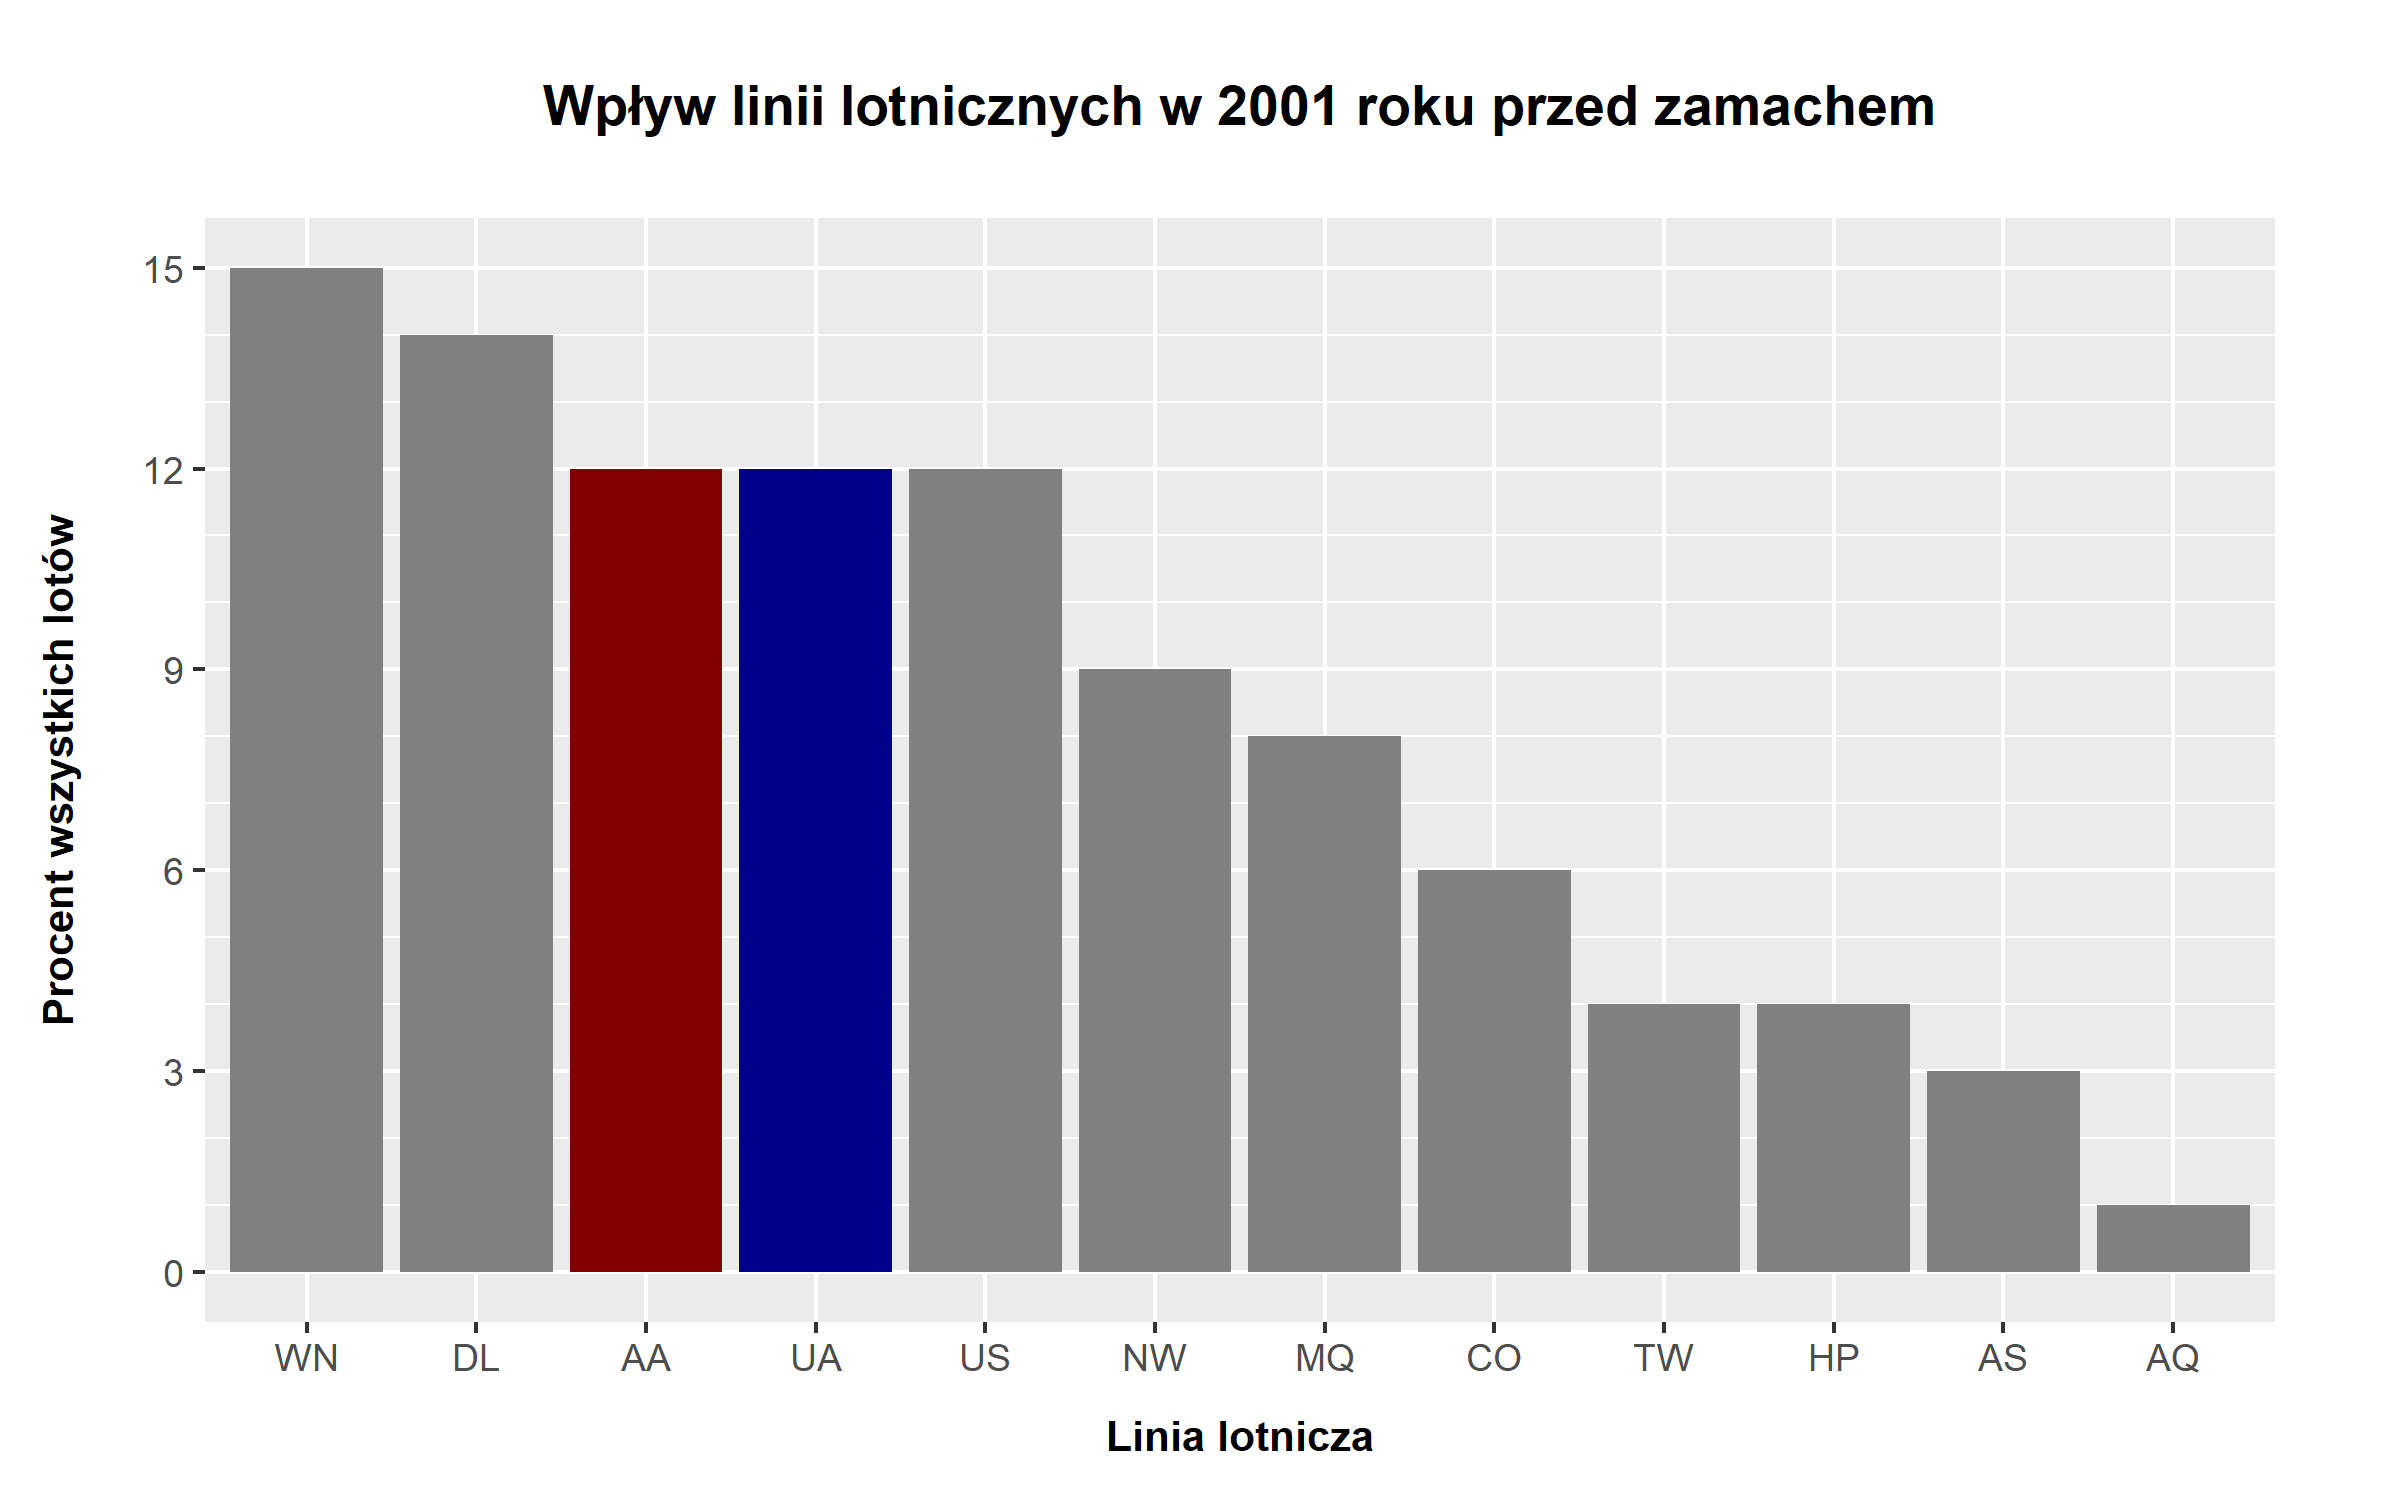 Wpływ linii lotnicznych w 2001 roku przed zamachem
Procent wszystkich lotów
15
12
9
6
3
0
WN DL AA UA US NW MQ CO TW HP AS AQ
Linia lotnicza